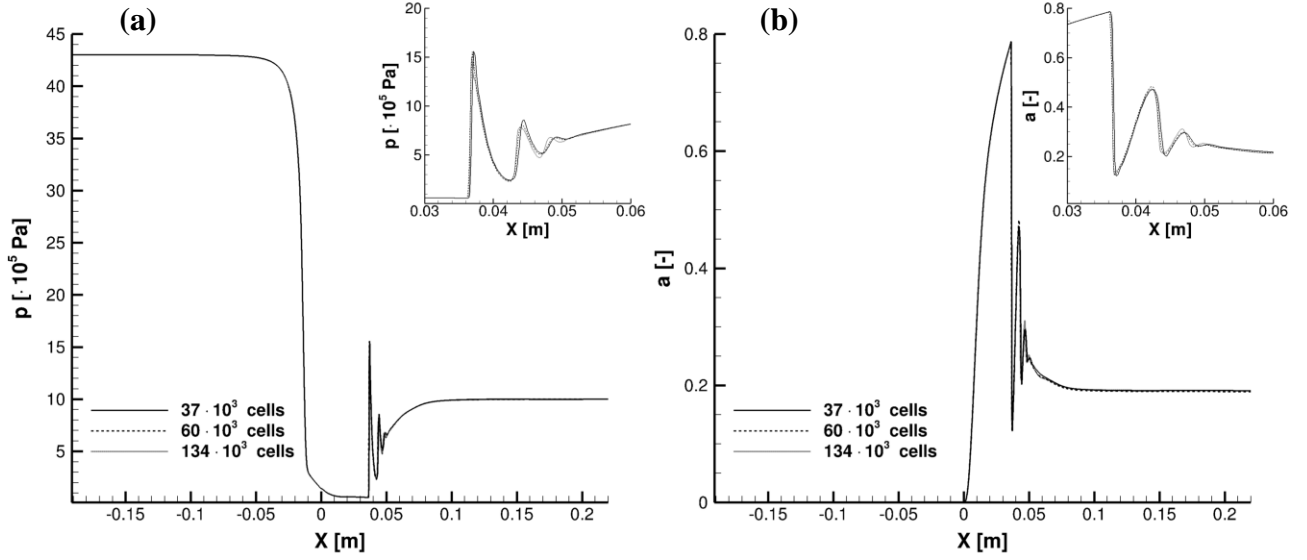 (a)
p [· 10⁵ Pa]
45
40
35
30
25
20
15
10
5
-0.15 -0.1 -0.05 0 0.05 0.1 0.15 0.2
X [m]
37 · 10³ cells
60 · 10³ cells
134 · 10³ cells
p [· 10⁵ Pa]
20
15
10
5
0.03 0.04 0.05 0.06
X [m]
(b)
a [-]
0.8
0.6
0.4
0.2
0
-0.15 -0.1 -0.05 0 0.05 0.1 0.15 0.2
X [m]
37 · 10³ cells
60 · 10³ cells
134 · 10³ cells
a [-]
0.8
0.6
0.4
0.2
0.03 0.04 0.05 0.06
X [m]